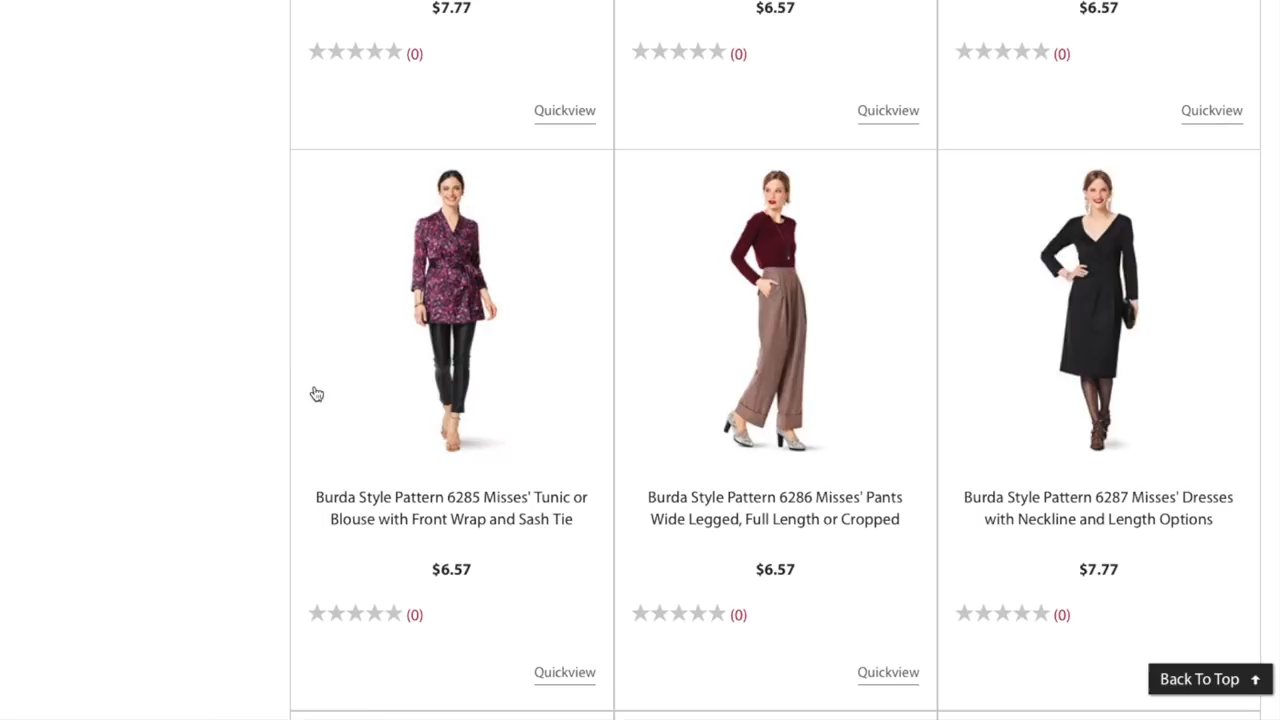 $7.77
$6.57
$6.57
(0)
(0)
(0)
Quickview
Quickview
Quickview
Burda Style Pattern 6285 Misses' Tunic or
Blouse with Front Wrap and Sash Tie
Burda Style Pattern 6286 Misses' Pants
Wide Legged, Full Length or Cropped
Burda Style Pattern 6287 Misses' Dresses
with Neckline and Length Options
$6.57
$6.57
$7.77
(0)
(0)
(0)
Quickview
Quickview
Back To Top